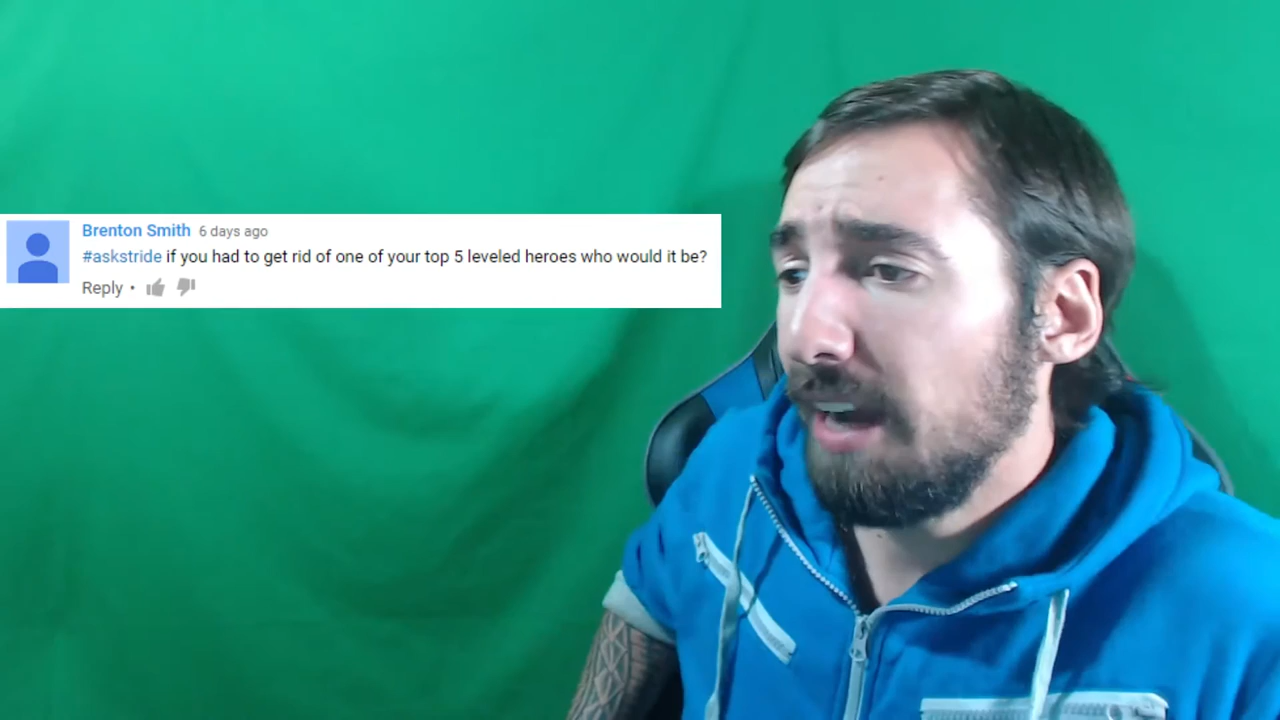 Brenton Smith 6 days ago
#askstride if you had to get rid of one of your top 5 leveled heroes who would it be?
Reply •